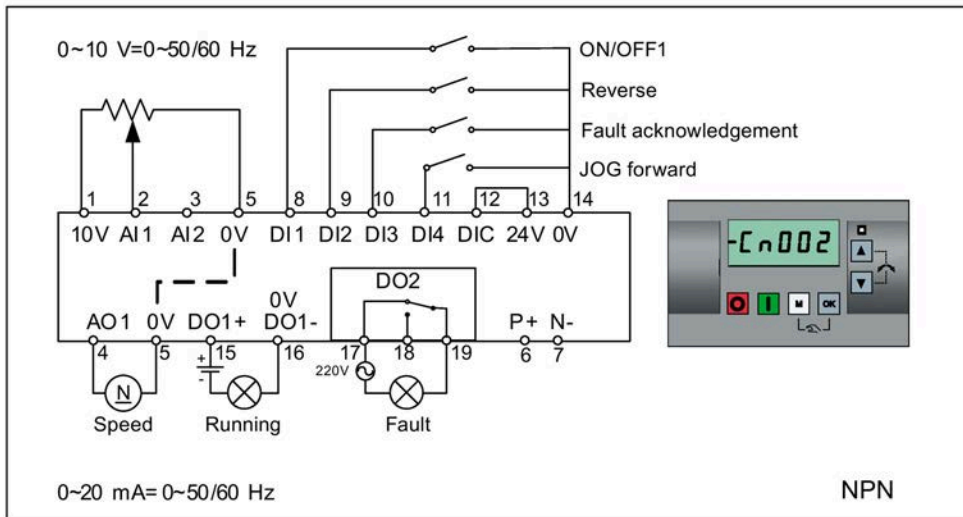 0~10 V=0~50/60 Hz
ON/OFF1
Reverse
Fault acknowledgement
JOG forward
1 2 3 5 8 9 10 11 12 13 14
10V AI1 AI2 0V DI1 DI2 DI3 DI4 DIC 24V 0V
-Cn002
DO2
0V
AO1 0V DO1+ DO1- P+ N-
4 5 15 16 17 18 19 6 7
+
-
220V
N
M OK
Speed Running Fault
0~20 mA= 0~50/60 Hz
NPN